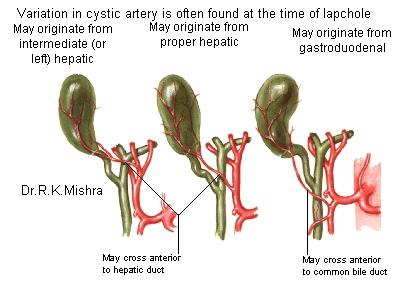 Variation in cystic artery is often found at the time of lapchole
May originate from
intermediate (or
left) hepatic
May originate from
proper hepatic
May originate from
gastroduodenal
Dr.R.K.Mishra
May cross anterior
to hepatic duct
May cross anterior
to common bile duct